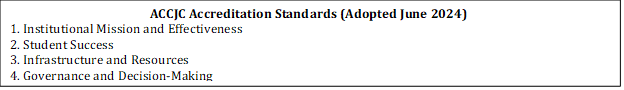 ACCJC Accreditation Standards (Adopted June 2024)
1. Institutional Mission and Effectiveness
2. Student Success
3. Infrastructure and Resources
4. Governance and Decision-Making